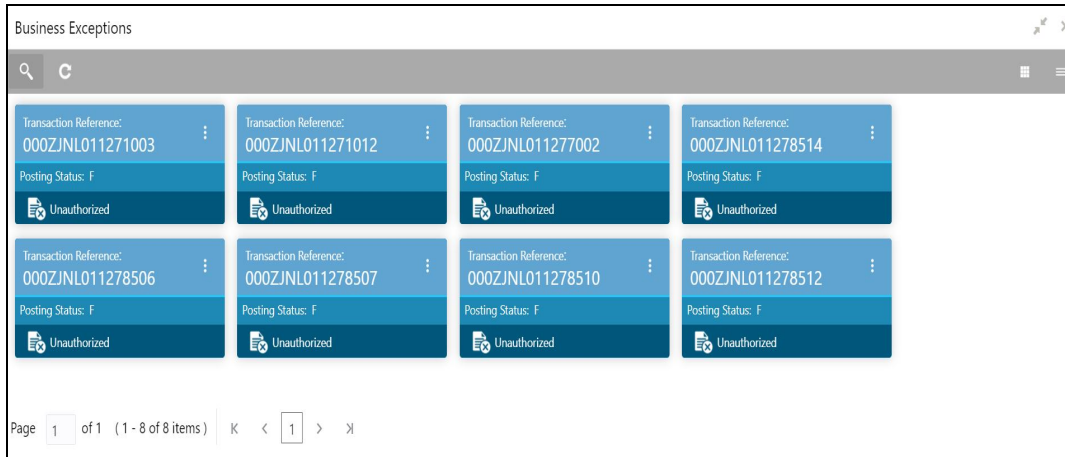 Business Exceptions
Transaction Reference:
000ZJNL011271003
Posting Status: F
Unauthorized
Transaction Reference:
000ZJNL011271012
Posting Status: F
Unauthorized
Transaction Reference:
000ZJNL011277002
Posting Status: F
Unauthorized
Transaction Reference:
000ZJNL011278514
Posting Status: F
Unauthorized
Transaction Reference:
000ZJNL011278506
Posting Status: F
Unauthorized
Transaction Reference:
000ZJNL011278507
Posting Status: F
Unauthorized
Transaction Reference:
000ZJNL011278510
Posting Status: F
Unauthorized
Transaction Reference:
000ZJNL011278512
Posting Status: F
Unauthorized
Page 1 of 1 (1 - 8 of 8 items) 1